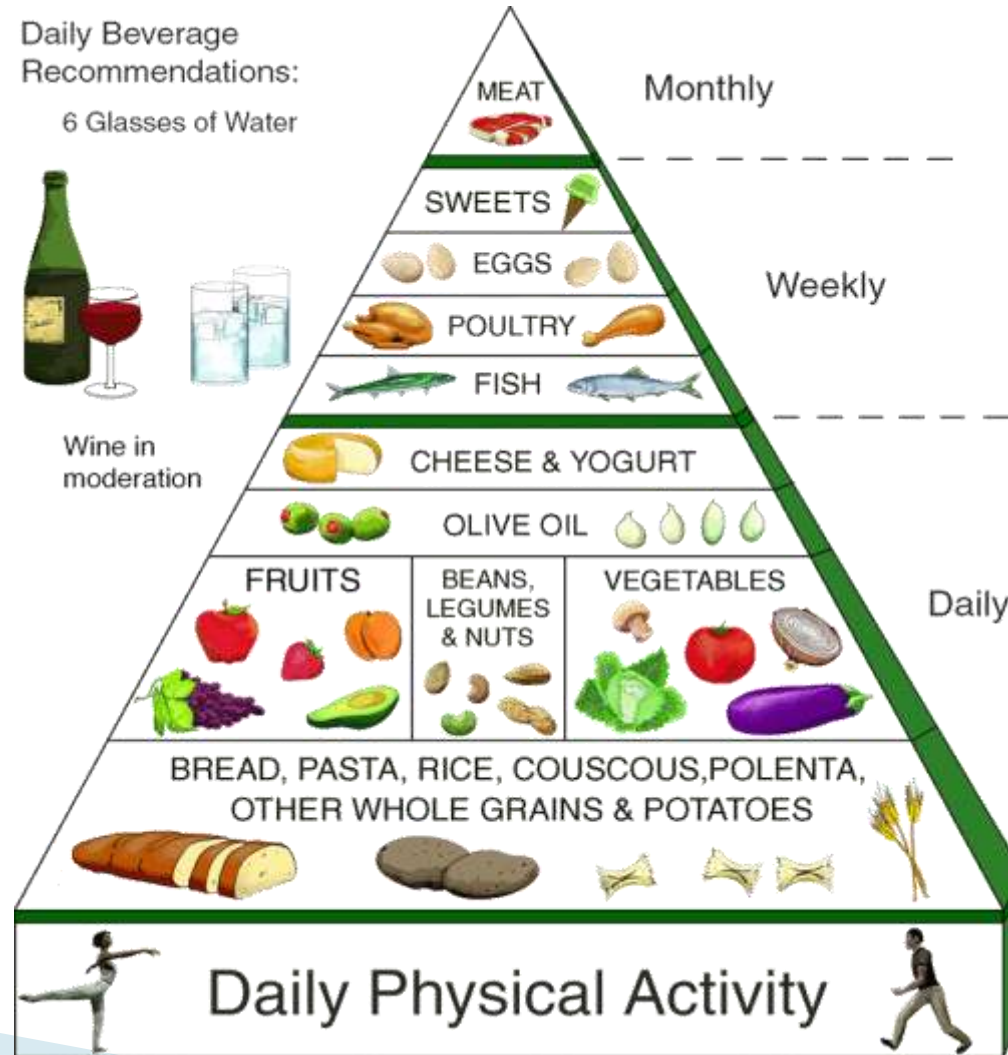 Daily Beverage
Recommendations:
6 Glasses of Water
Wine in
moderation
MEAT
Monthly
SWEETS
EGGS
POULTRY
FISH
Weekly
CHEESE & YOGURT
OLIVE OIL
FRUITS
BEANS,
LEGUMES
& NUTS
VEGETABLES
Daily
BREAD, PASTA, RICE, COUSCOUS,POLENTA,
OTHER WHOLE GRAINS & POTATOES
Daily Physical Activity